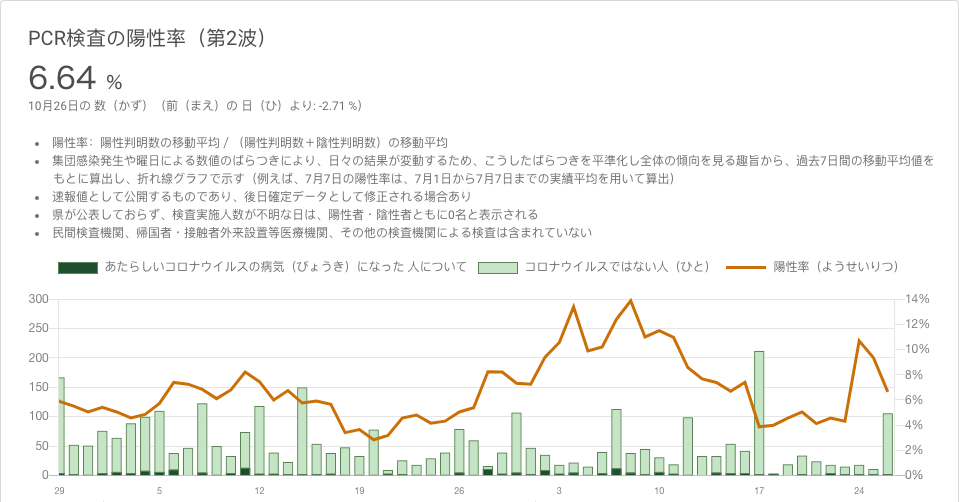 PCR検査の陽性率（第2波）
6.64 %
10月26日の 数（かず）（前（まえ）の 日（ひ）より: -2.71 %）
• 陽性率: 陽性判明数の移動平均 / （陽性判明数＋陰性判明数）の移動平均
• 集団感染発生や曜日による数値のばらつきにより、日々の結果が変動するため、こうしたばらつきを平準化し全体の傾向を見る趣旨から、過去7日間の移動平均値を
もとに算出し、折れ線グラフで示す（例えば、7月7日の陽性率は、7月1日から7月7日までの実績平均を用いて算出）
• 速報値として公開するものであり、後日確定データとして修正される場合あり
• 県が公表しておらず、検査実施人数が不明な日は、陽性者・陰性者ともに0名と表示される
• 民間検査機関、帰国者・接触者外来設置等医療機関、その他の検査機関による検査は含まれていない
あたらしいコロナウイルスの病気（びょうき）になった 人について コロナウイルスではない人（ひと） 陽性率（ようせいりつ）
300 14%
12%
250
10%
200
8%
150
6%
100
4%
50
2%
0 0%
29 5 12 19 26 3 10 17 24